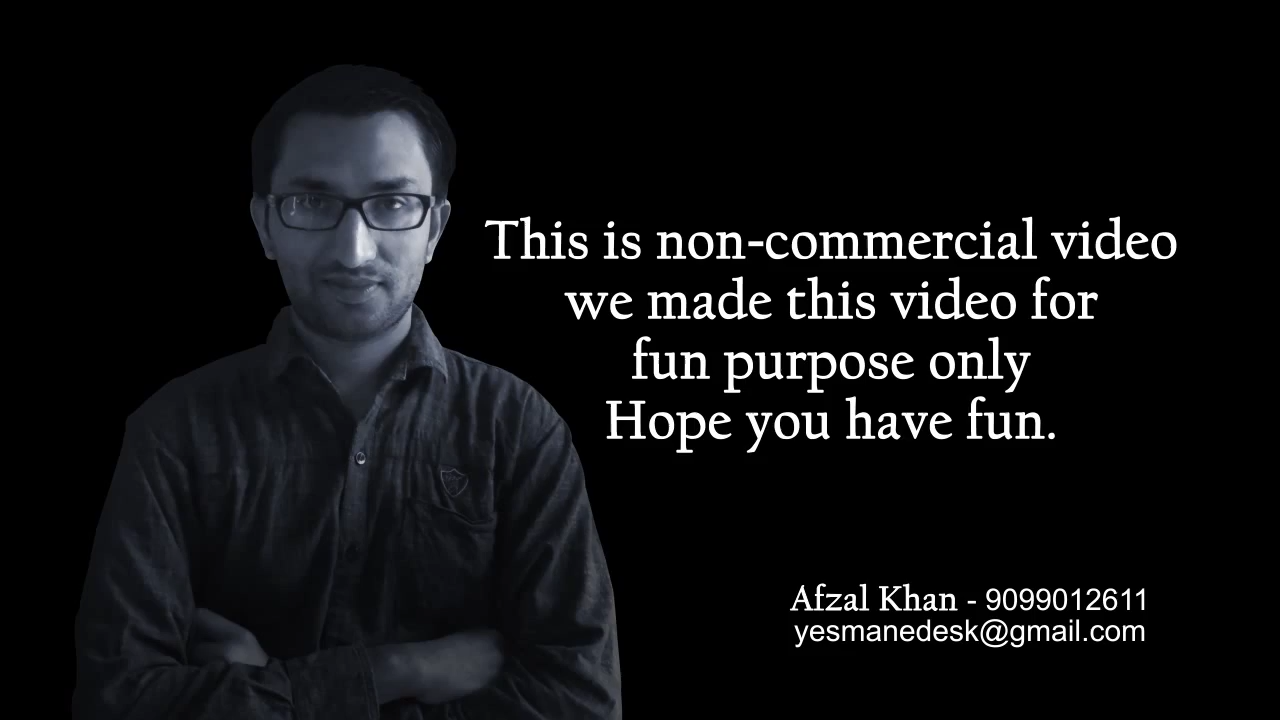 This is non-commercial video
we made this video for
fun purpose only
Hope you have fun.
Afzal Khan - 9099012611
yesmanedesk@gmail.com